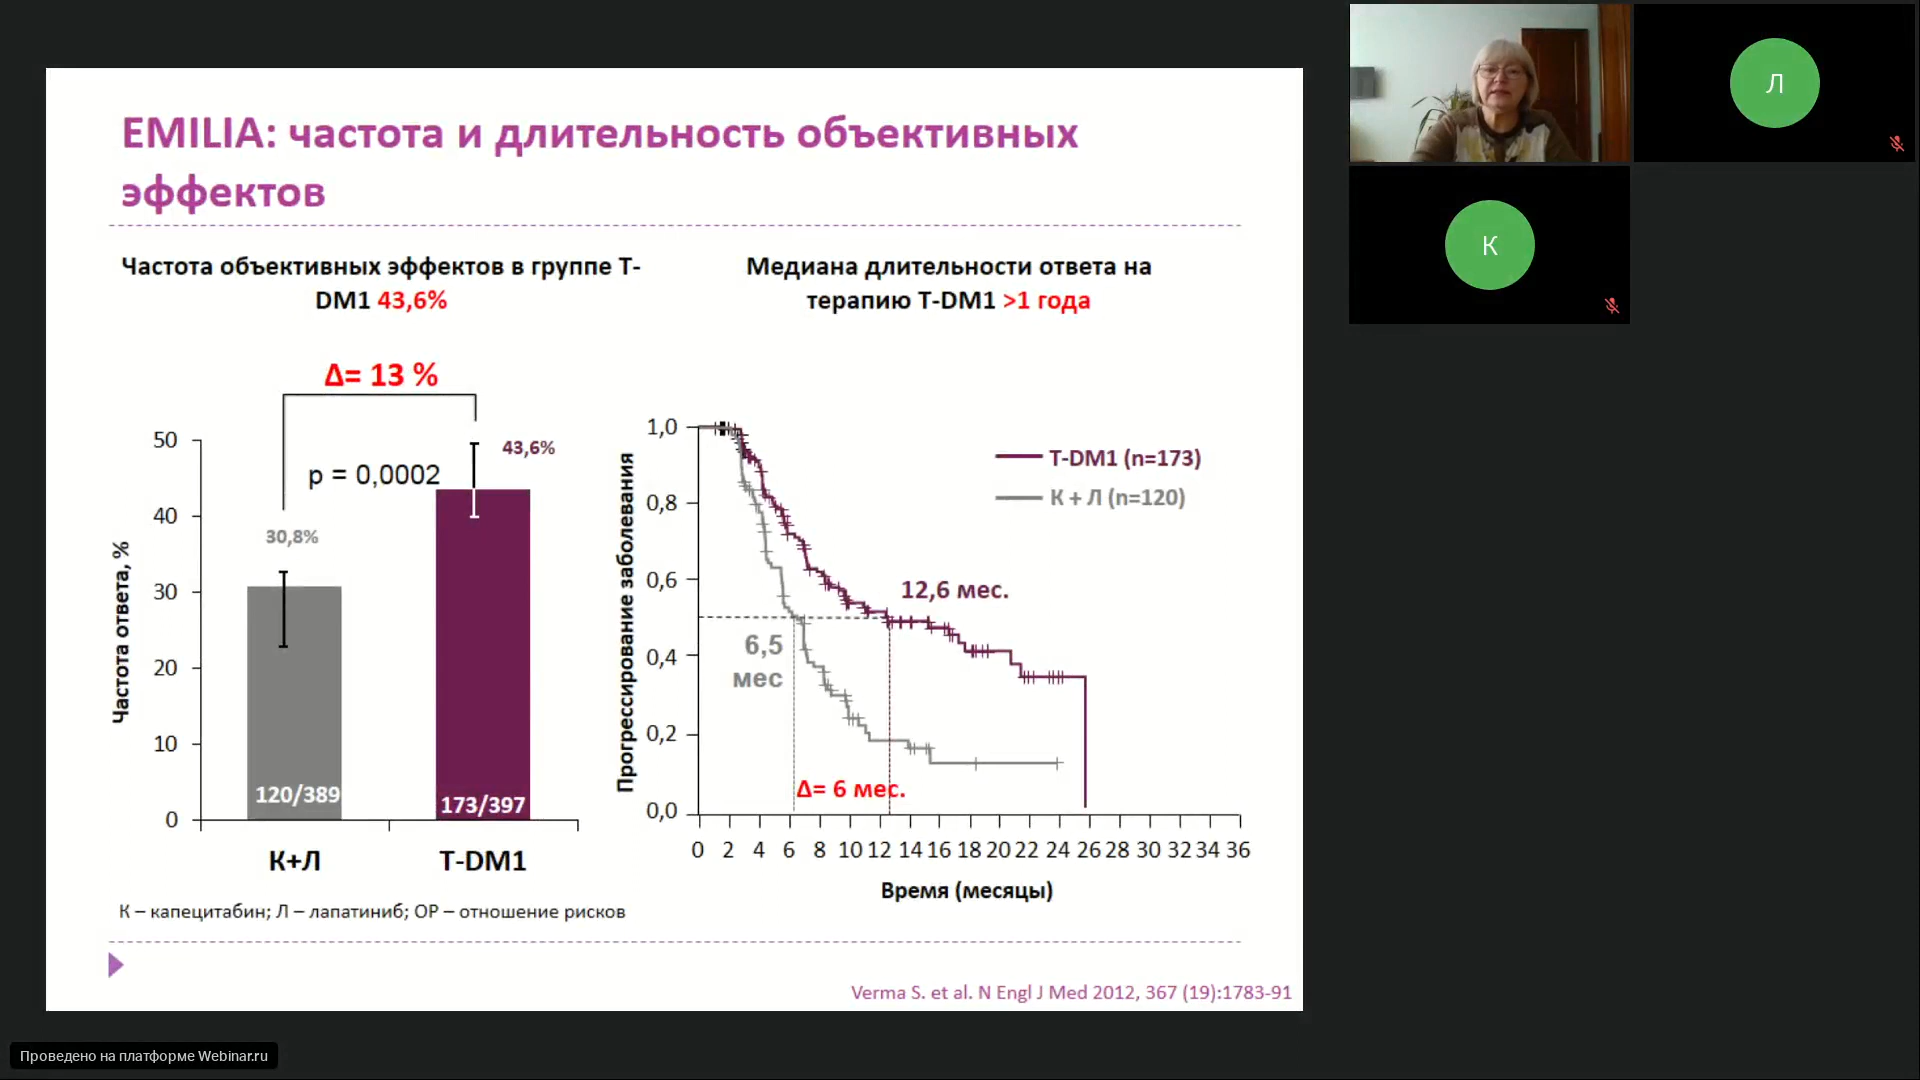 EMILIA: частота и длительность объективных
эффектов
Частота объективных эффектов в группе T-
DM1 43,6%
Медиана длительности ответа на
терапию T-DM1 >1 года
Δ= 13 %
p = 0,0002
43,6%
30,8%
Частота ответа, %
50
40
30
20
10
0
120/389
173/397
К+Л
T-DM1
К – капецитабин; Л – лапатиниб; ОР – отношение рисков
Прогрессирование заболевания
1,0
0,8
0,6
0,4
0,2
0,0
T-DM1 (n=173)
К + Л (n=120)
12,6 мес.
6,5
мес
Δ= 6 мес.
0 2 4 6 8 10 12 14 16 18 20 22 24 26 28 30 32 34 36
Время (месяцы)
Verma S. et al. N Engl J Med 2012, 367 (19):1783-91
Л
К
Проведено на платформе Webinar.ru